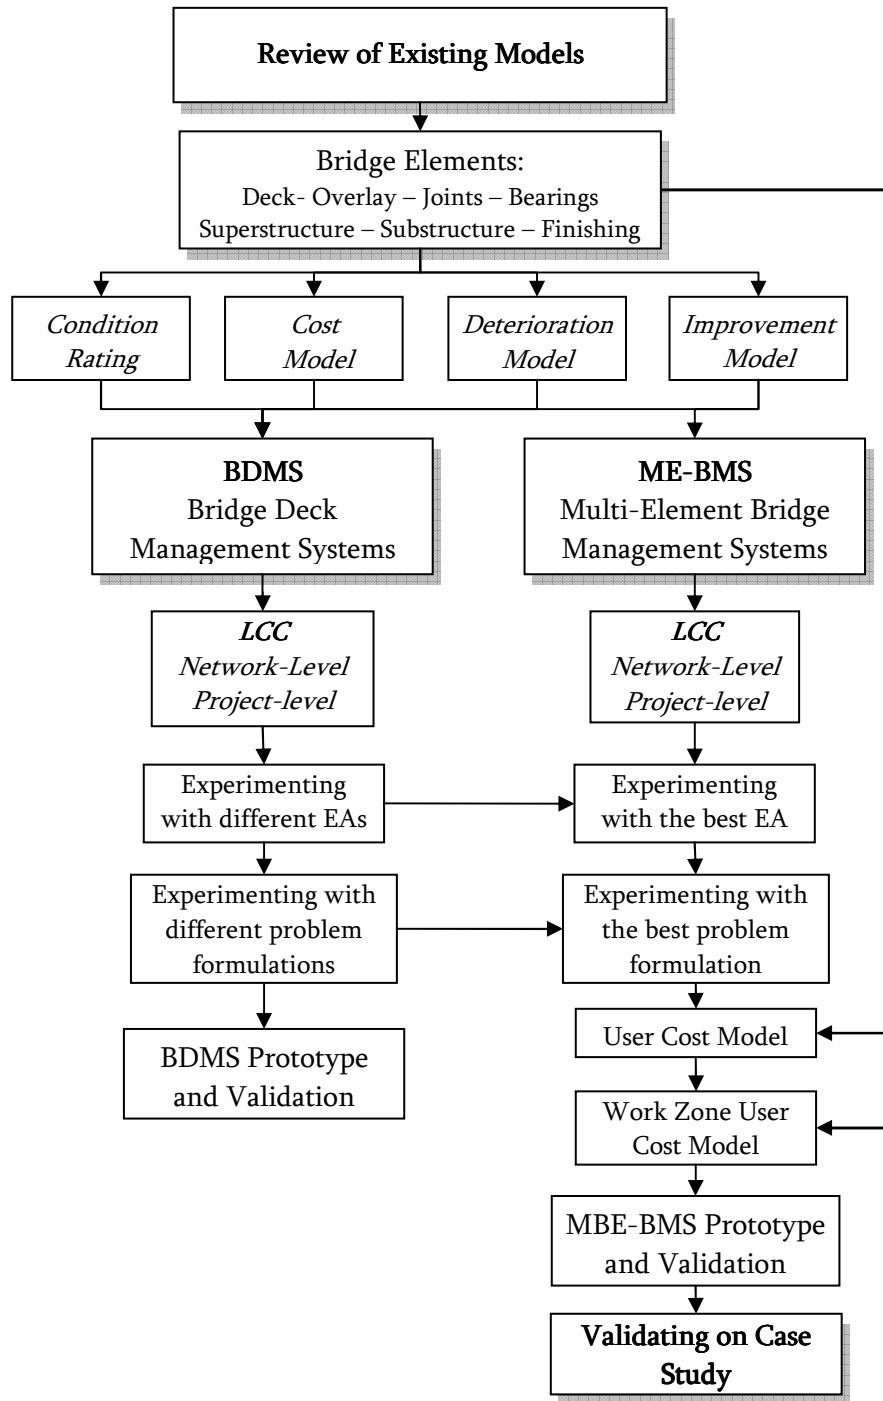 Review of Existing Models
Bridge Elements:
Deck- Overlay – Joints – Bearings
Superstructure – Substructure – Finishing
Condition
Rating
Cost
Model
Deterioration
Model
Improvement
Model
BDMS
Bridge Deck
Management Systems
ME-BMS
Multi-Element Bridge
Management Systems
LCC
Network-Level
Project-level
LCC
Network-Level
Project-level
Experimenting
with different EAs
Experimenting
with the best EA
Experimenting with
different problem
formulations
Experimenting with
the best problem
formulation
BDMS Prototype
and Validation
User Cost Model
Work Zone User
Cost Model
MBE-BMS Prototype
and Validation
Validating on Case
Study